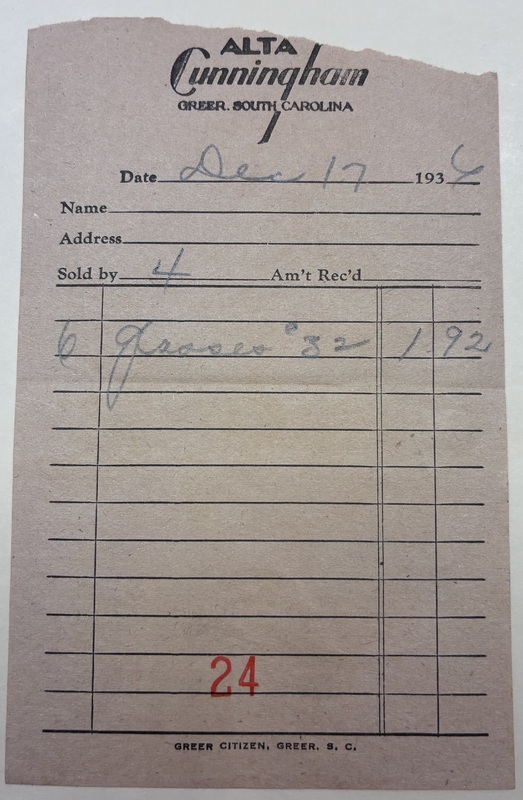 ALTA
Cunningham
GREER, SOUTH CAROLINA
Date Dec 17 1936
Name
Address
Sold by 4 Am't Rec'd
6 glasses @ 32 1.92
24
GREER CITIZEN, GREER, S. C.